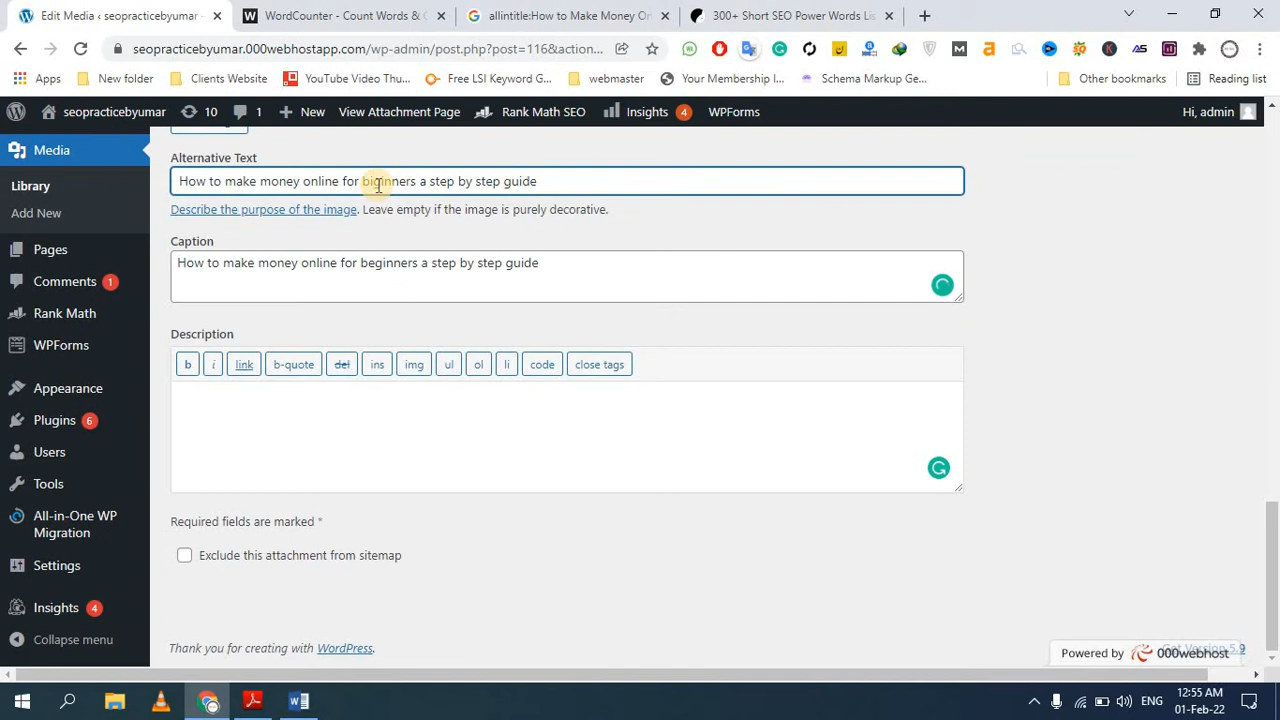 Edit Media ‹ seopracticebyumar
WordCounter - Count Words & C
allintitle:How to Make Money On
300+ Short SEO Power Words Lis
seopracticebyumar.000webhostapp.com/wp-admin/post.php?post=116&action...
Apps
New folder
Clients Website
YouTube Video Thu...
Free LSI Keyword G...
webmaster
Your Membership I...
Schema Markup Ge...
Other bookmarks
Reading list
seopracticebyumar
10
1
New
View Attachment Page
Rank Math SEO
Insights 4
WPForms
Hi, admin
Media
Library
Add New
Pages
Comments 1
Rank Math
WPForms
Appearance
Plugins 6
Users
Tools
All-in-One WP
Migration
Settings
Insights 4
Collapse menu
Alternative Text
How to make money online for biginners a step by step guide
Describe the purpose of the image. Leave empty if the image is purely decorative.
Caption
How to make money online for beginners a step by step guide
Description
b
i
link
b-quote
del
ins
img
ul
ol
li
code
close tags
Required fields are marked *
Exclude this attachment from sitemap
Thank you for creating with WordPress.
Get Version 5.9
Powered by 000webhost
ENG
12:55 AM
01-Feb-22